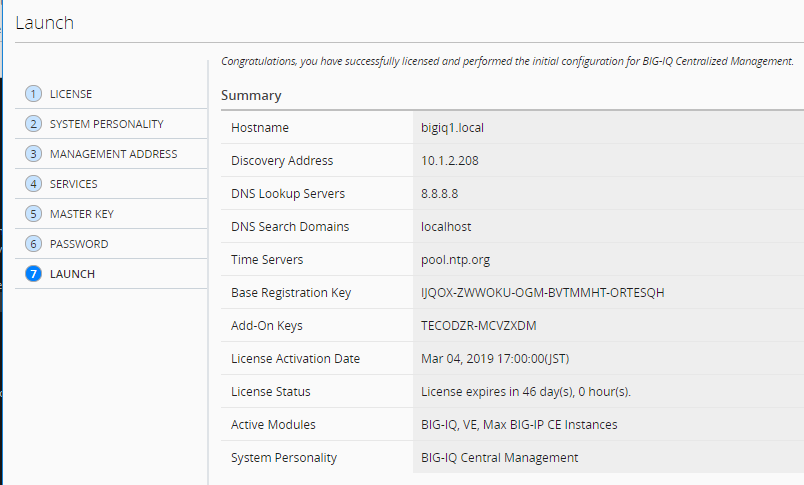 Launch
Congratulations, you have successfully licensed and performed the initial configuration for BIG-IQ Centralized Management.
1 LICENSE
2 SYSTEM PERSONALITY
3 MANAGEMENT ADDRESS
4 SERVICES
5 MASTER KEY
6 PASSWORD
7 LAUNCH
Summary
Hostname bigiq1.local
Discovery Address 10.1.2.208
DNS Lookup Servers 8.8.8.8
DNS Search Domains localhost
Time Servers pool.ntp.org
Base Registration Key IJQOX-ZWWOKU-OGM-BVTMMHT-ORTESQH
Add-On Keys TECODZR-MCVZXDM
License Activation Date Mar 04, 2019 17:00:00(JST)
License Status License expires in 46 day(s), 0 hour(s).
Active Modules BIG-IQ, VE, Max BIG-IP CE Instances
System Personality BIG-IQ Central Management